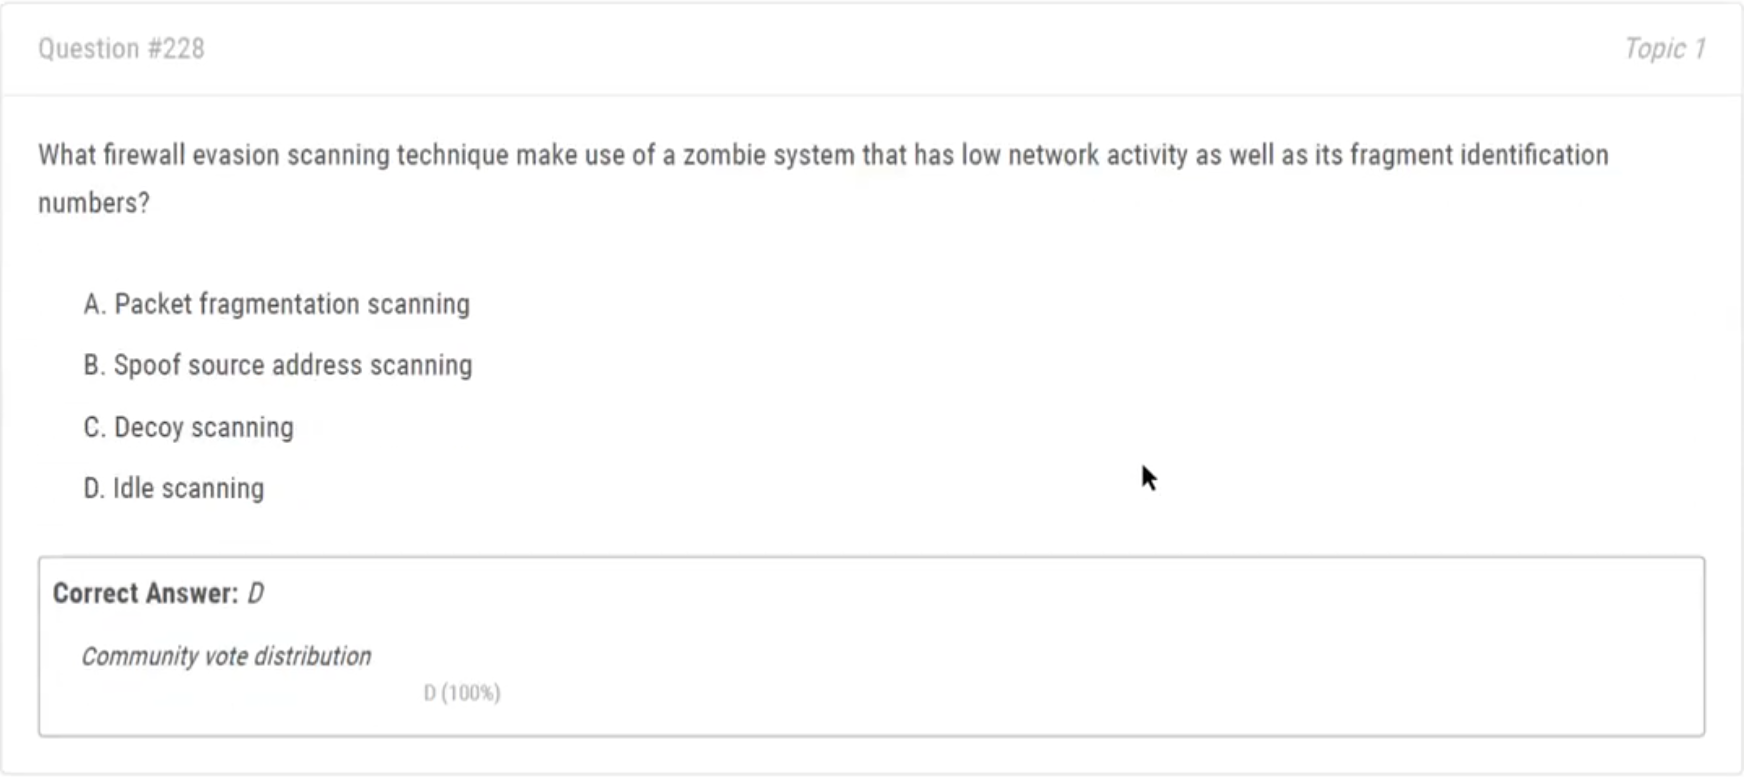 Question #228
Topic 1
What firewall evasion scanning technique make use of a zombie system that has low network activity as well as its fragment identification
numbers?
A. Packet fragmentation scanning
B. Spoof source address scanning
C. Decoy scanning
D. Idle scanning
Correct Answer: D
Community vote distribution
D (100%)